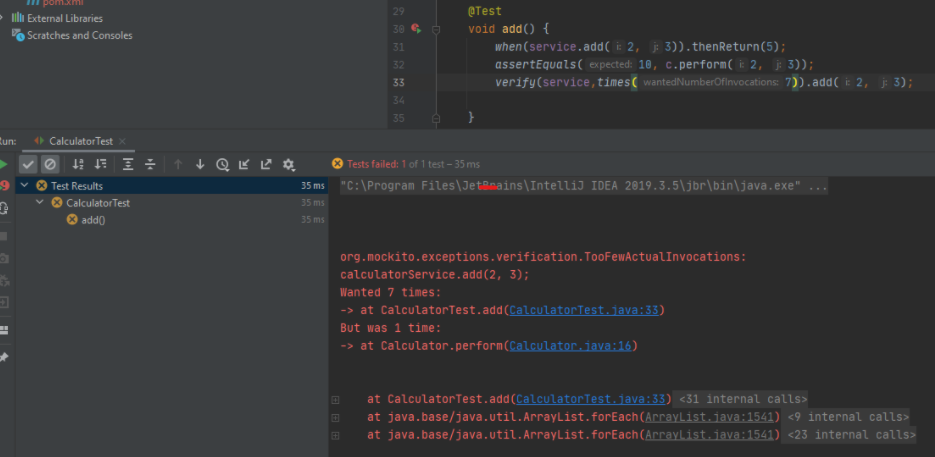 pom.xml
External Libraries
Scratches and Consoles
29 @Test
30 void add() {
31 when(service.add( i: 2, j: 3)).thenReturn(5);
32 assertEquals( expected: 10, c.perform( i: 2, j: 3));
33 verify(service,times( wantedNumberOfInvocations: 7)).add( i: 2, j: 3);
34
35 }
Run: CalculatorTest ×
Tests failed: 1 of 1 test – 35 ms
Test Results 35 ms
CalculatorTest 35 ms
add() 35 ms
"C:\Program Files\JetBrains\IntelliJ IDEA 2019.3.5\jbr\bin\java.exe" ...
org.mockito.exceptions.verification.TooFewActualInvocations:
calculatorService.add(2, 3);
Wanted 7 times:
-> at CalculatorTest.add(CalculatorTest.java:33)
But was 1 time:
-> at Calculator.perform(Calculator.java:16)
at CalculatorTest.add(CalculatorTest.java:33) <31 internal calls>
at java.base/java.util.ArrayList.forEach(ArrayList.java:1541) <9 internal calls>
at java.base/java.util.ArrayList.forEach(ArrayList.java:1541) <23 internal calls>